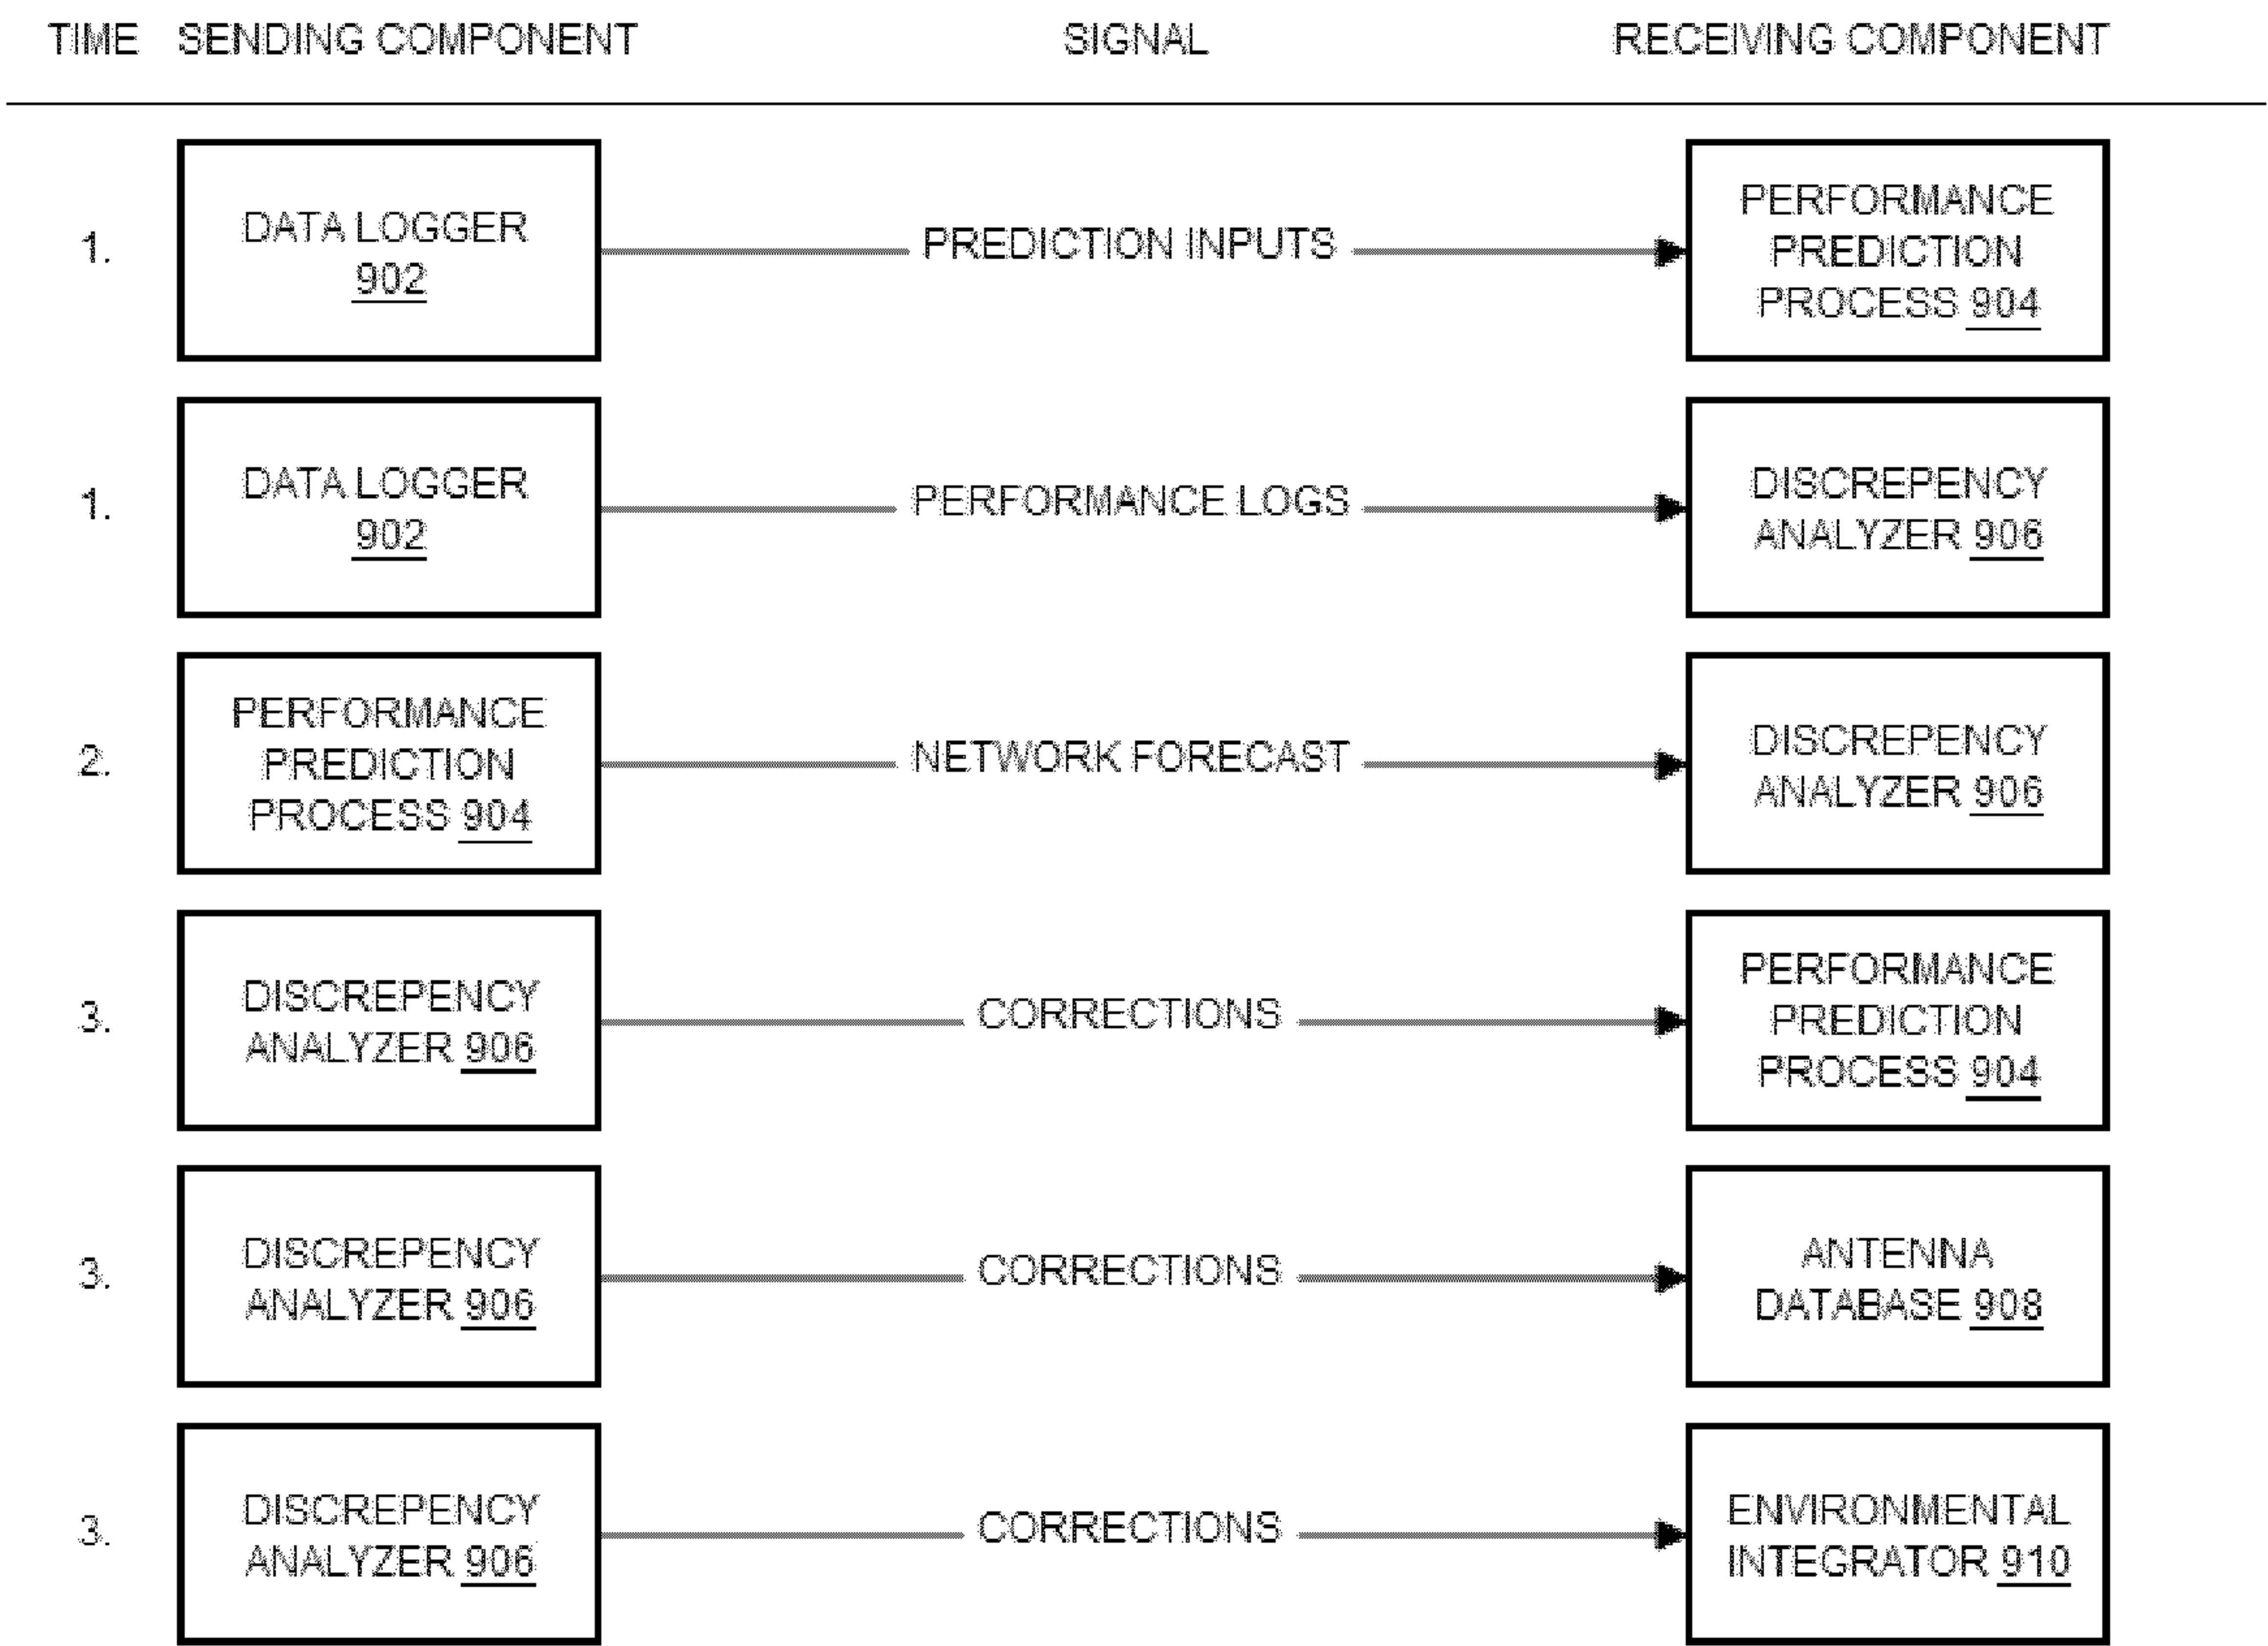 TIME SENDING COMPONENT SIGNAL RECEIVING COMPONENT
1.
DATA LOGGER
902
PREDICTION INPUTS
PERFORMANCE
PREDICTION
PROCESS 904
1.
DATA LOGGER
902
PERFORMANCE LOGS
DISCREPENCY
ANALYZER 906
2.
PERFORMANCE
PREDICTION
PROCESS 904
NETWORK FORECAST
DISCREPENCY
ANALYZER 906
3.
DISCREPENCY
ANALYZER 906
CORRECTIONS
PERFORMANCE
PREDICTION
PROCESS 904
3.
DISCREPENCY
ANALYZER 906
CORRECTIONS
ANTENNA
DATABASE 908
3.
DISCREPENCY
ANALYZER 906
CORRECTIONS
ENVIRONMENTAL
INTEGRATOR 910